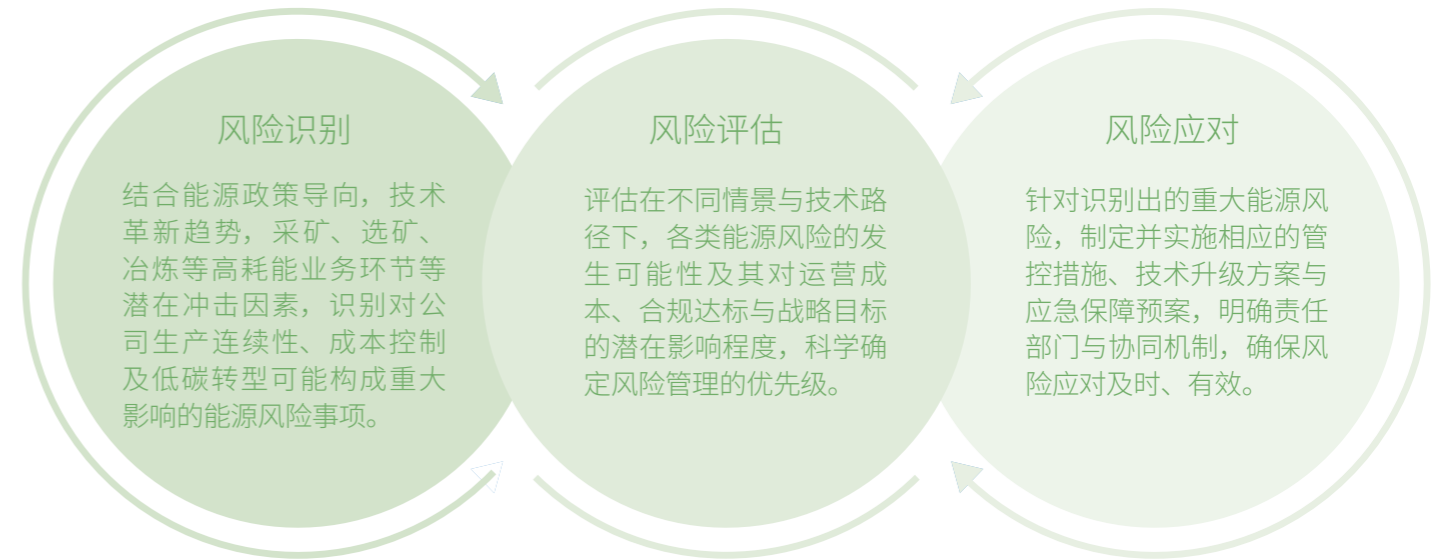 风险识别
结合能源政策导向，技术
革新趋势，采矿、选矿、
冶炼等高耗能业务环节等
潜在冲击因素，识别对公
司生产连续性、成本控制
及低碳转型可能构成重大
影响的能源风险事项。
风险评估
评估在不同情景与技术路
径下，各类能源风险的发
生可能性及其对运营成
本、合规达标与战略目标
的潜在影响程度，科学确
定风险管理的优先级。
风险应对
针对识别出的重大能源风
险，制定并实施相应的管
控措施、技术升级方案与
应急保障预案，明确责任
部门与协同机制，确保风
险应对及时、有效。